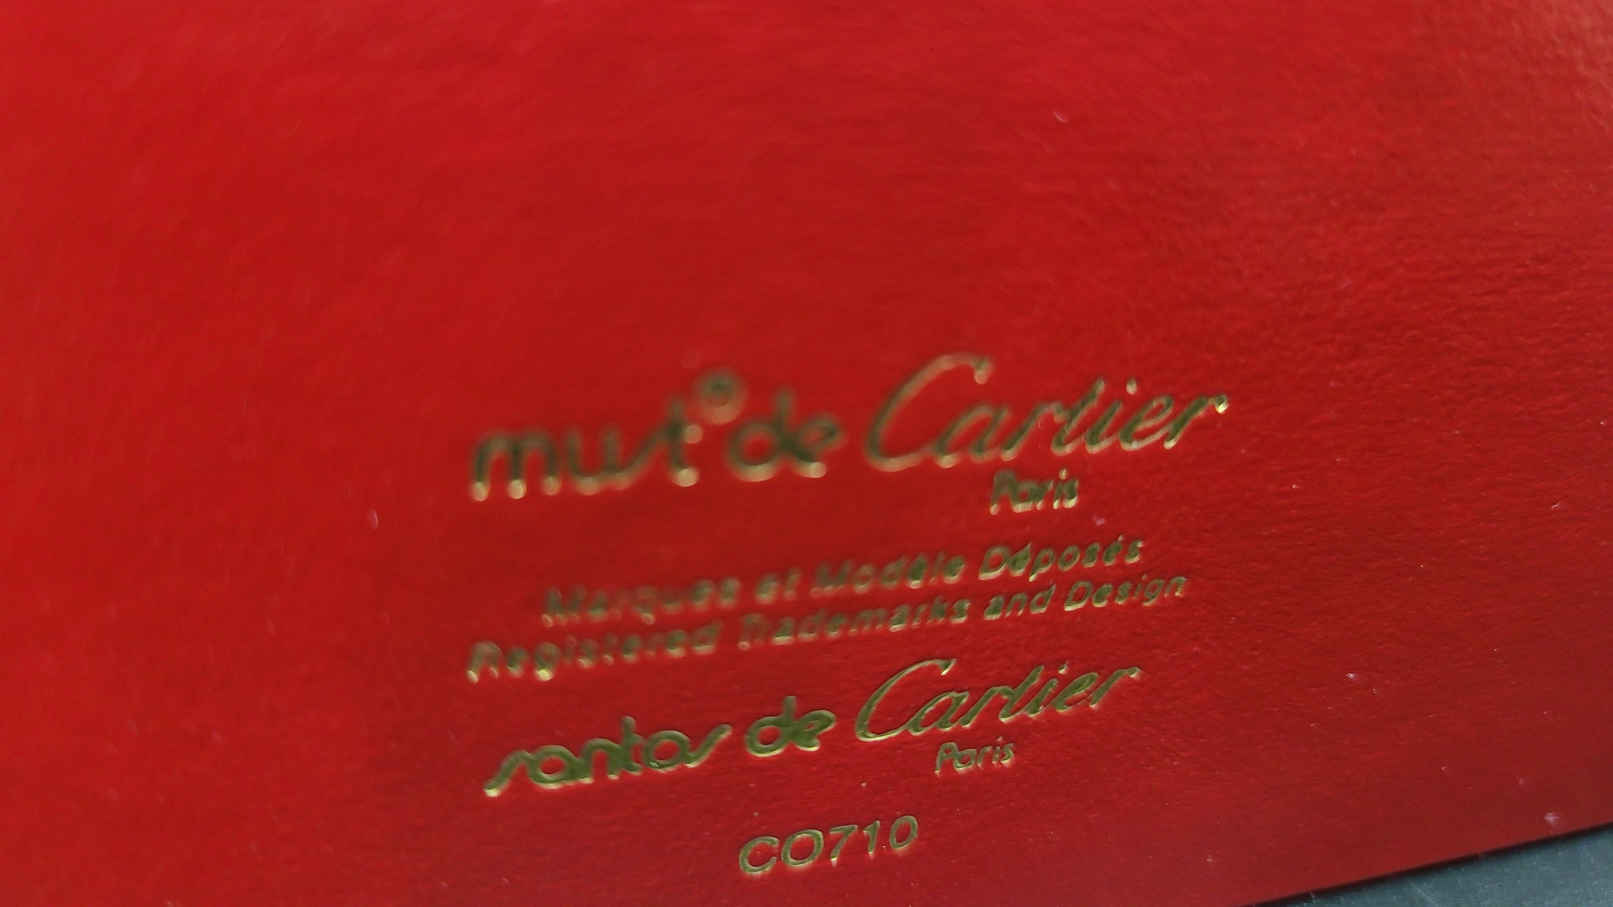 must® de Cartier
Paris
Marques et Modèle Déposés
Registered Trademarks and Design
santos de Cartier
Paris
CO710